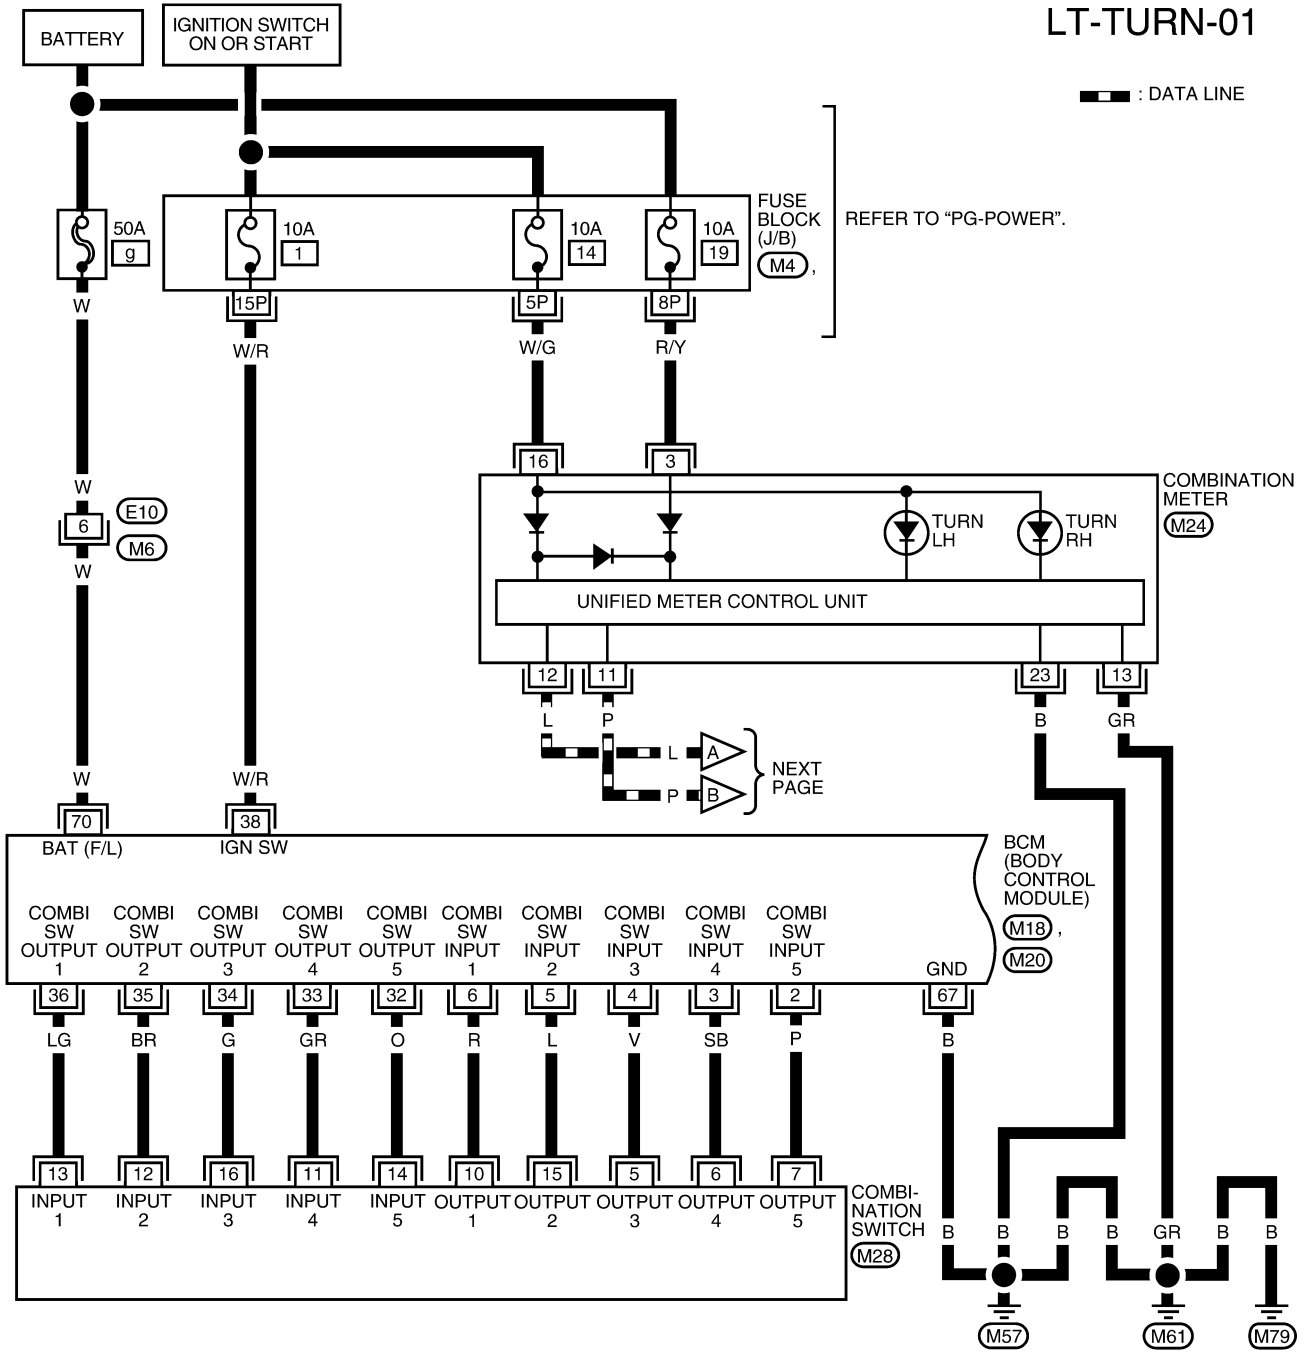 LT-TURN-01
BATTERY
IGNITION SWITCH
ON OR START
: DATA LINE
50A
g
10A
1
10A
14
10A
19
FUSE
BLOCK
(J/B)
M4 ,
REFER TO “PG-POWER”.
15P
5P
8P
W
W/R
W/G
R/Y
W
6
E10
M6
W
16
3
COMBINATION
METER
M24
TURN
LH
TURN
RH
UNIFIED METER CONTROL UNIT
12
11
23
13
L
P
B
GR
L
A
P
B
NEXT
PAGE
W
W/R
70
38
BAT (F/L)
IGN SW
BCM
(BODY
CONTROL
MODULE)
M18 ,
M20
COMBI
SW
OUTPUT
1
COMBI
SW
OUTPUT
2
COMBI
SW
OUTPUT
3
COMBI
SW
OUTPUT
4
COMBI
SW
OUTPUT
5
COMBI
SW
INPUT
1
COMBI
SW
INPUT
2
COMBI
SW
INPUT
3
COMBI
SW
INPUT
4
COMBI
SW
INPUT
5
GND
36
35
34
33
32
6
5
4
3
2
67
LG
BR
G
GR
O
R
L
V
SB
P
B
13
12
16
11
14
10
15
5
6
7
INPUT
1
INPUT
2
INPUT
3
INPUT
4
INPUT
5
OUTPUT
1
OUTPUT
2
OUTPUT
3
OUTPUT
4
OUTPUT
5
COMBI-
NATION
SWITCH
M28
B
B
B
B
GR
B
B
M57
M61
M79